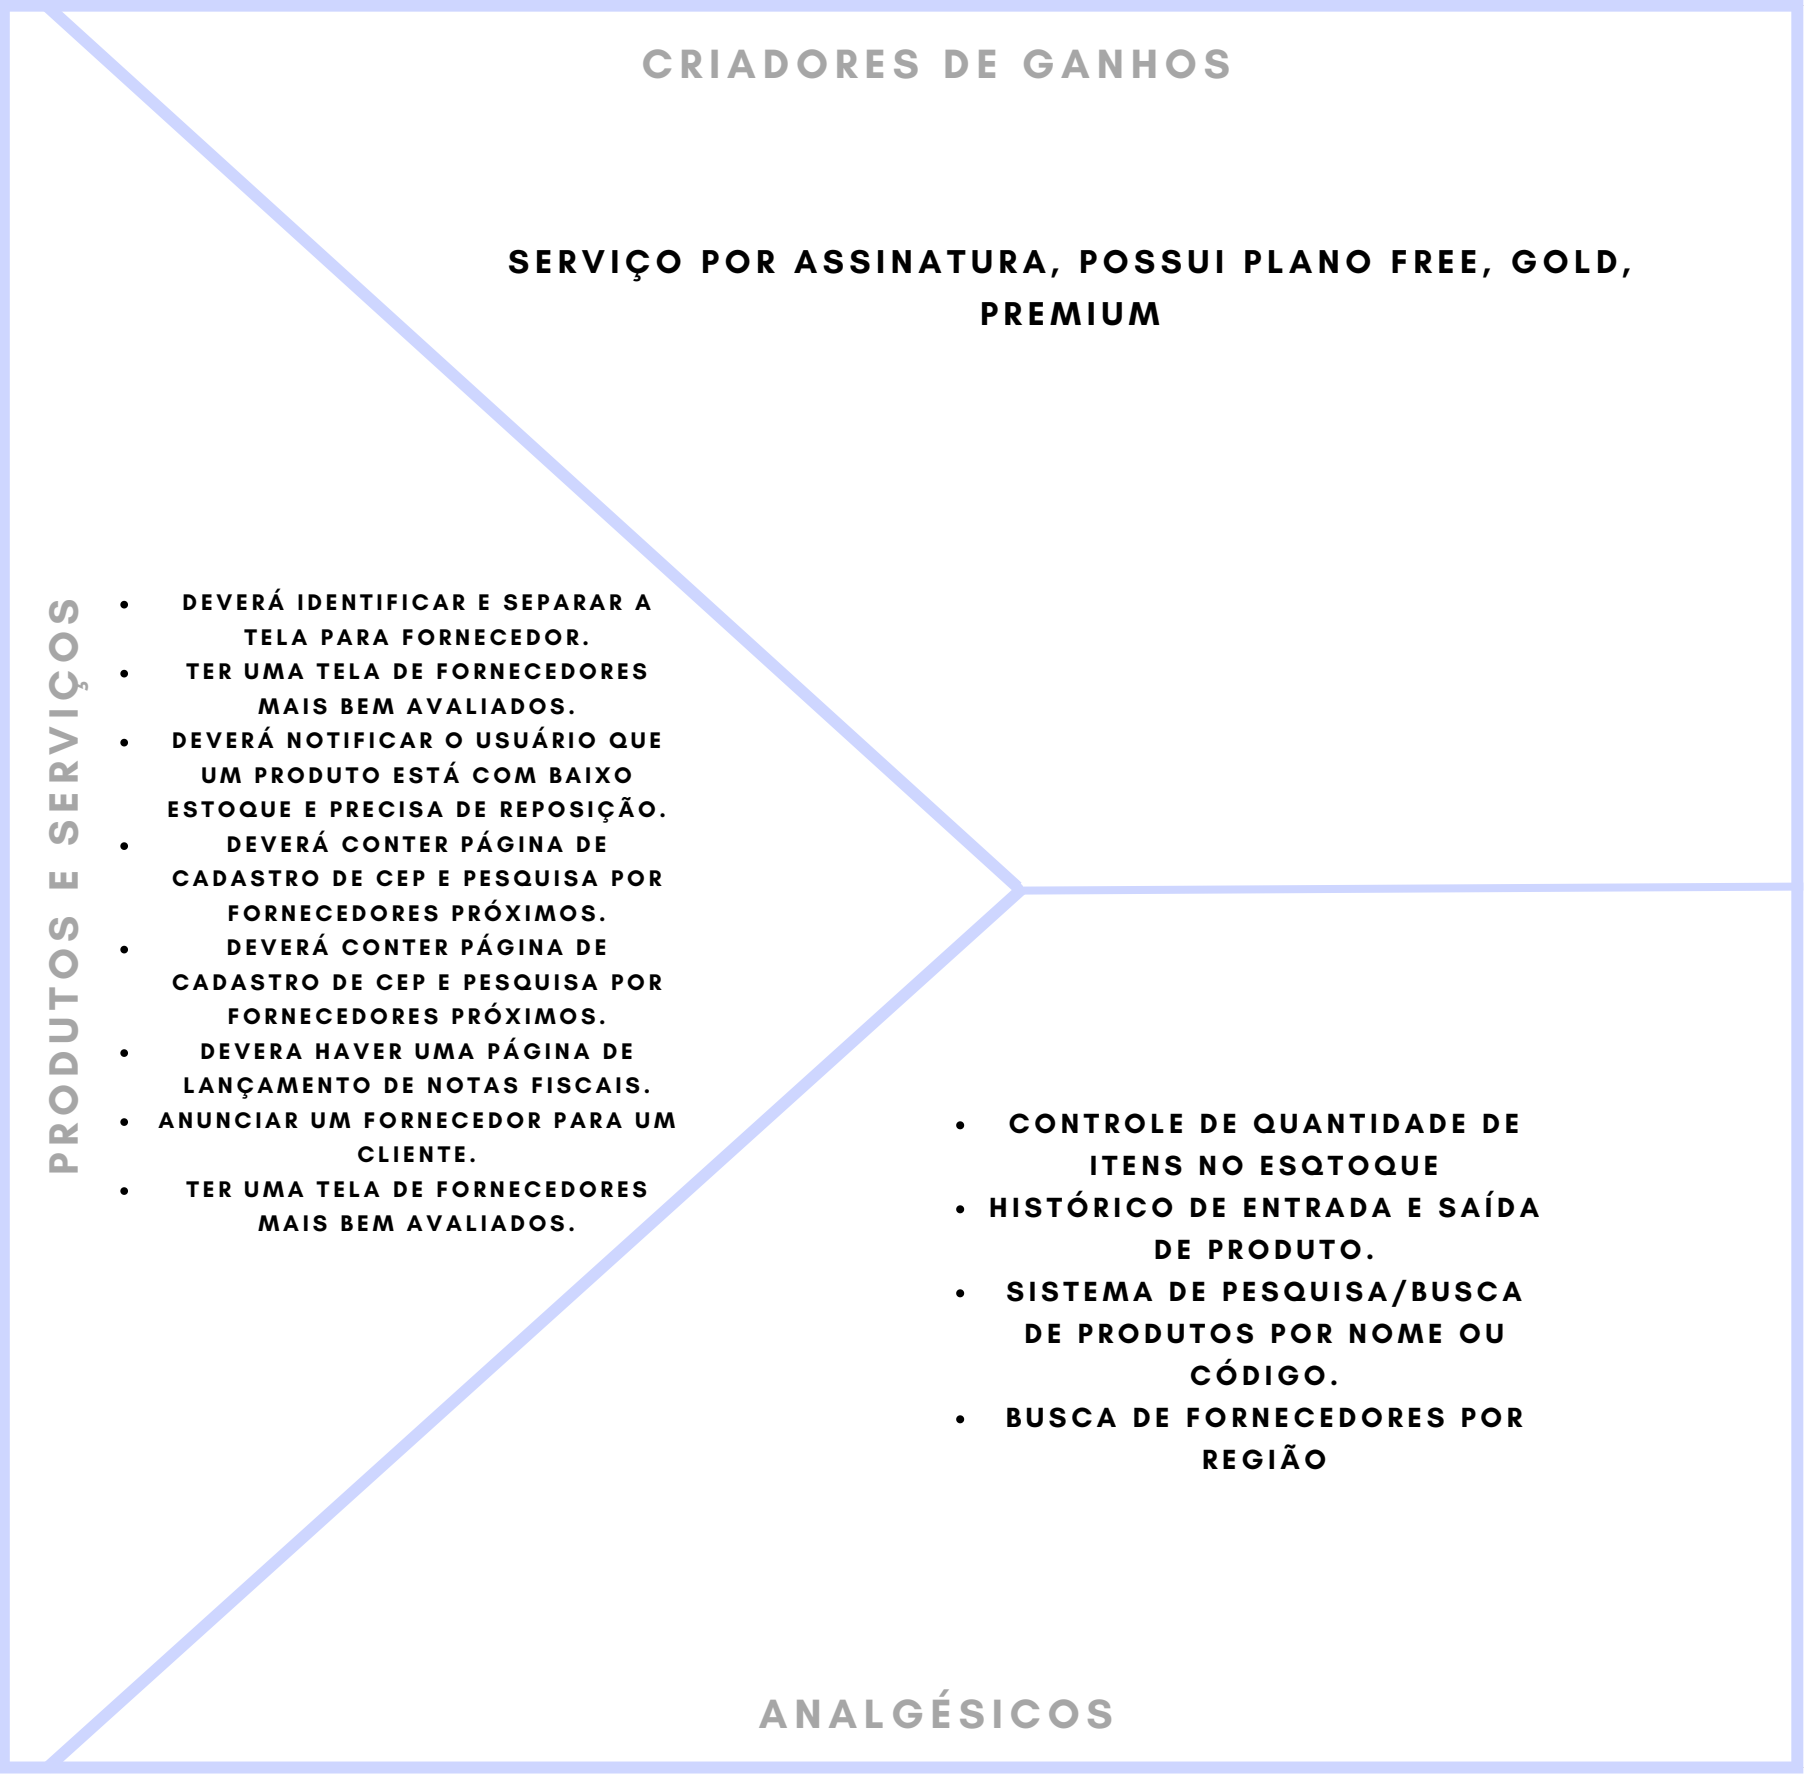 CRIADORES DE GANHOS
SERVIÇO POR ASSINATURA, POSSUI PLANO FREE, GOLD,
PREMIUM
PRODUTOS E SERVIÇOS
• DEVERÁ IDENTIFICAR E SEPARAR A
TELA PARA FORNECEDOR.
• TER UMA TELA DE FORNECEDORES
MAIS BEM AVALIADOS.
• DEVERÁ NOTIFICAR O USUÁRIO QUE
UM PRODUTO ESTÁ COM BAIXO
ESTOQUE E PRECISA DE REPOSIÇÃO.
• DEVERÁ CONTER PÁGINA DE
CADASTRO DE CEP E PESQUISA POR
FORNECEDORES PRÓXIMOS.
• DEVERÁ CONTER PÁGINA DE
CADASTRO DE CEP E PESQUISA POR
FORNECEDORES PRÓXIMOS.
• DEVERA HAVER UMA PÁGINA DE
LANÇAMENTO DE NOTAS FISCAIS.
• ANUNCIAR UM FORNECEDOR PARA UM
CLIENTE.
• TER UMA TELA DE FORNECEDORES
MAIS BEM AVALIADOS.
• CONTROLE DE QUANTIDADE DE
ITENS NO ESQTOQUE
• HISTÓRICO DE ENTRADA E SAÍDA
DE PRODUTO.
• SISTEMA DE PESQUISA/BUSCA
DE PRODUTOS POR NOME OU
CÓDIGO.
• BUSCA DE FORNECEDORES POR
REGIÃO
ANALGÉSICOS